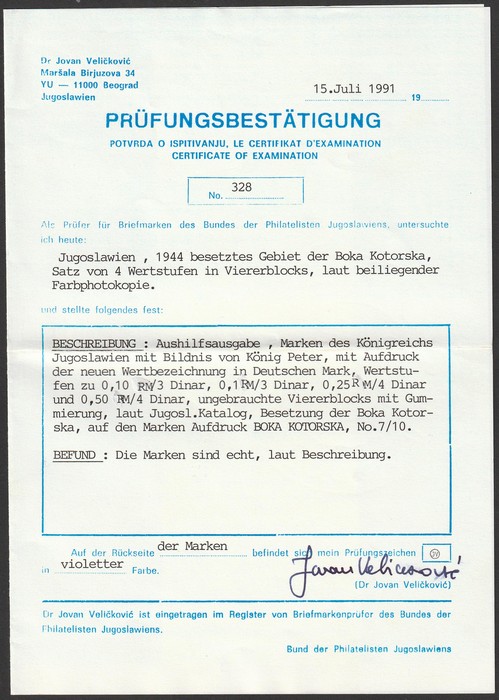 Dr Jovan Veličković
Maršala Birjuzova 34
YU — 11000 Beograd
Jugoslawien
15.Juli 1991 19
PRÜFUNGSBESTÄTIGUNG
POTVRDA O ISPITIVANJU, LE CERTIFIKAT D'EXAMINATION
CERTIFICATE OF EXAMINATION
No. 328
Als Prüfer für Briefmarken des Bundes der Philatelisten Jugoslawiens, untersuchte
ich heute:
Jugoslawien , 1944 besetztes Gebiet der Boka Kotorska,
Satz von 4 Wertstufen in Viererblocks, laut beiliegender
Farbphotokopie.
und stellte folgendes fest:
BESCHREIBUNG : Aushilfsausgabe , Marken des Königreichs
Jugoslawien mit Bildnis von König Peter, mit Aufdruck
der neuen Wertbezeichnung in Deutschen Mark, Wertstu-
fen zu 0,10 RM/3 Dinar, 0,1RM/3 Dinar, 0,25RM/4 Dinar
und 0,50 RM/4 Dinar, ungebrauchte Viererblocks mit Gum-
mierung, laut Jugosl.Katalog, Besetzung der Boka Kotor-
ska, auf den Marken Aufdruck BOKA KOTORSKA, No.7/10.
BEFUND : Die Marken sind echt, laut Beschreibung.
Auf der Rückseite der Marken befindet sich mein Prüfungszeichen
in violetter Farbe.
Jovan Veličković
(Dr Jovan Veličković)
Dr Jovan Veličković ist eingetragen im Register von Briefmarkenprüfer des Bundes der
Philatelisten Jugoslawiens.
Bund der Philatelisten Jugoslawiens